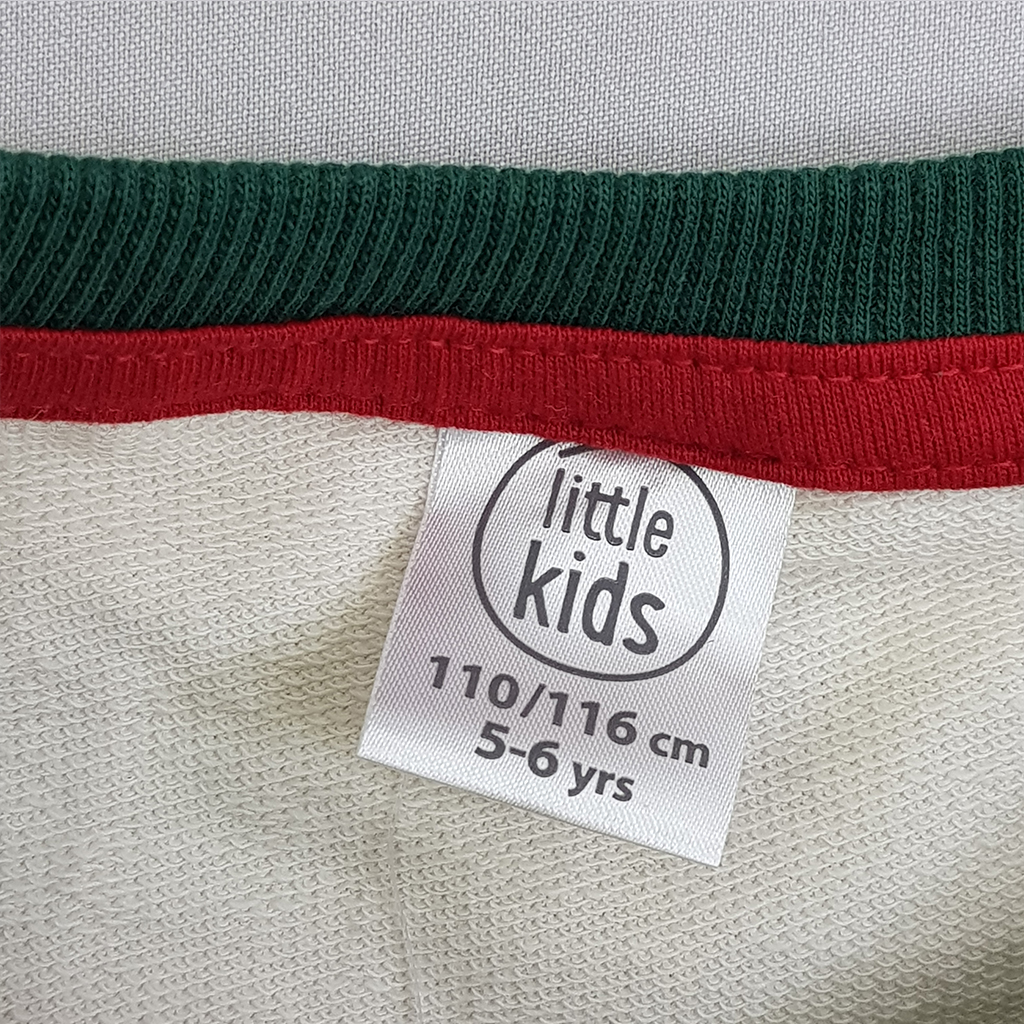 little
kids
110/116 cm
5-6 yrs